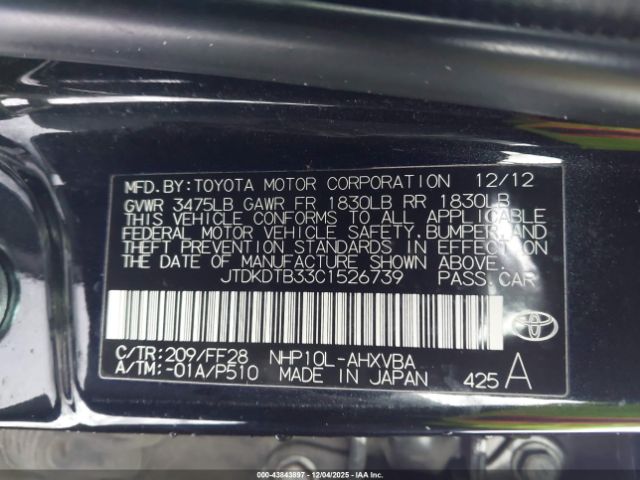 MFD. BY: TOYOTA MOTOR CORPORATION 12/12
GVWR 3475LB GAWR FR 1830LB RR 1830LB
THIS VEHICLE CONFORMS TO ALL APPLICABLE
FEDERAL MOTOR VEHICLE SAFETY, BUMPER, AND
THEFT PREVENTION STANDARDS IN EFFECT ON
THE DATE OF MANUFACTURE SHOWN ABOVE.
JTDKDTB33C1526739 PASS. CAR
C/TR: 209/FF28 NHP10L-AHXVBA
A/TM: -01A/P510 MADE IN JAPAN 425 A
000-43843897 - 12/04/2025 - IAAI.COM